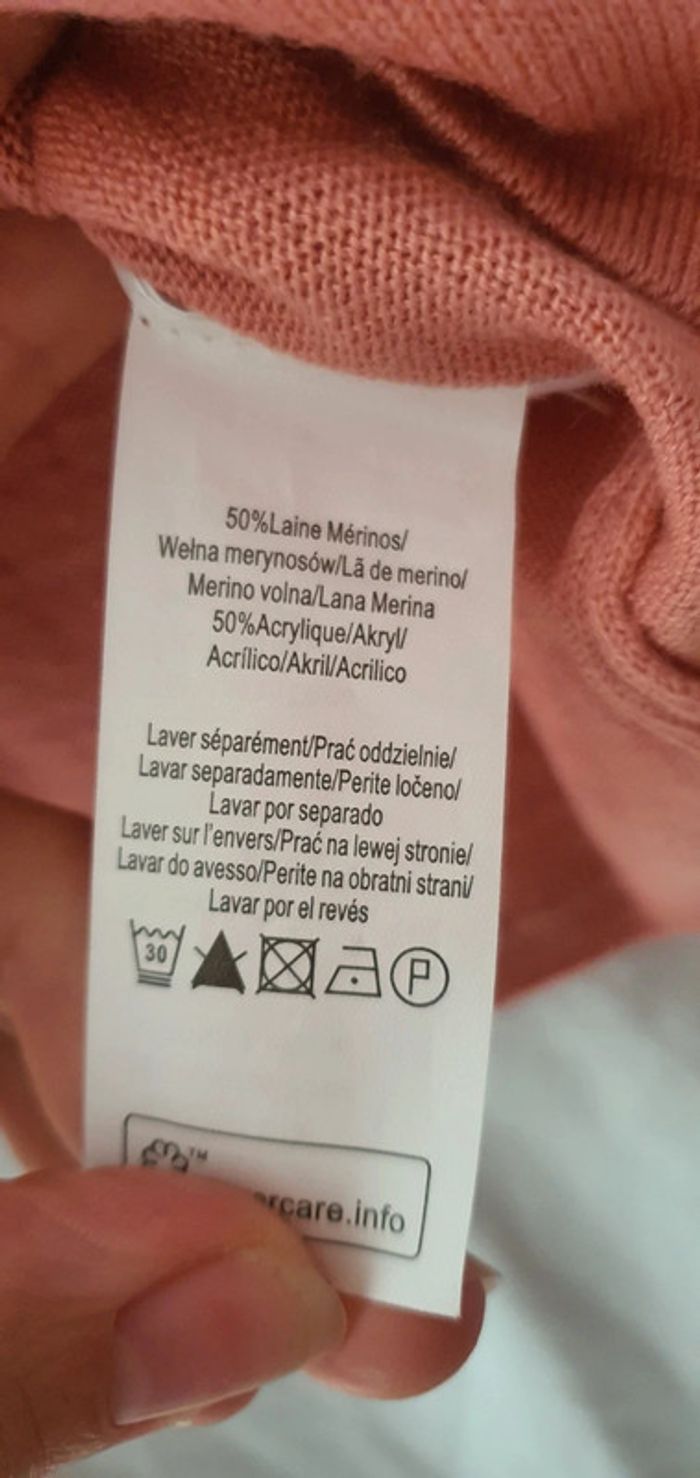 50%Laine Mérinos/
Wełna merynosów/Lã de merino/
Merino volna/Lana Merina
50%Acrylique/Akryl/
Acrílico/Akril/Acrilico
Laver séparément/Prać oddzielnie/
Lavar separadamente/Perite ločeno/
Lavar por separado
Laver sur l'envers/Prać na lewej stronie/
Lavar do avesso/Perite na obratni strani/
Lavar por el revés
30 P
TM